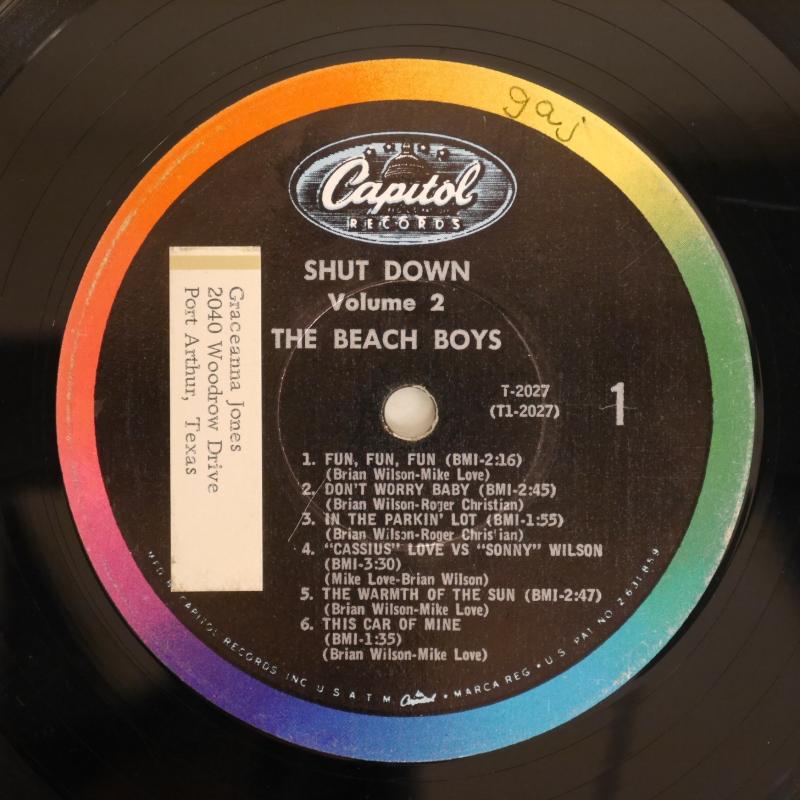 gaj
Capitol
RECORDS
SHUT DOWN
Volume 2
THE BEACH BOYS
T-2027
(T1-2027)
1
1. FUN, FUN, FUN (BMI-2:16)
(Brian Wilson-Mike Love)
2. DON'T WORRY BABY (BMI-2:45)
(Brian Wilson-Roger Christian)
3. IN THE PARKIN' LOT (BMI-1:55)
(Brian Wilson-Roger Christian)
4. "CASSIUS" LOVE VS "SONNY" WILSON
(BMI-3:30)
(Mike Love-Brian Wilson)
5. THE WARMTH OF THE SUN (BMI-2:47)
(Brian Wilson-Mike Love)
6. THIS CAR OF MINE
(BMI-1:35)
(Brian Wilson-Mike Love)
Graceanna Jones
2040 Woodrow Drive
Port Arthur, Texas
MFD CAPITOL RECORDS INC U S A T M Capitol • MARCA REG • U.S. PAT NO 2 631 859